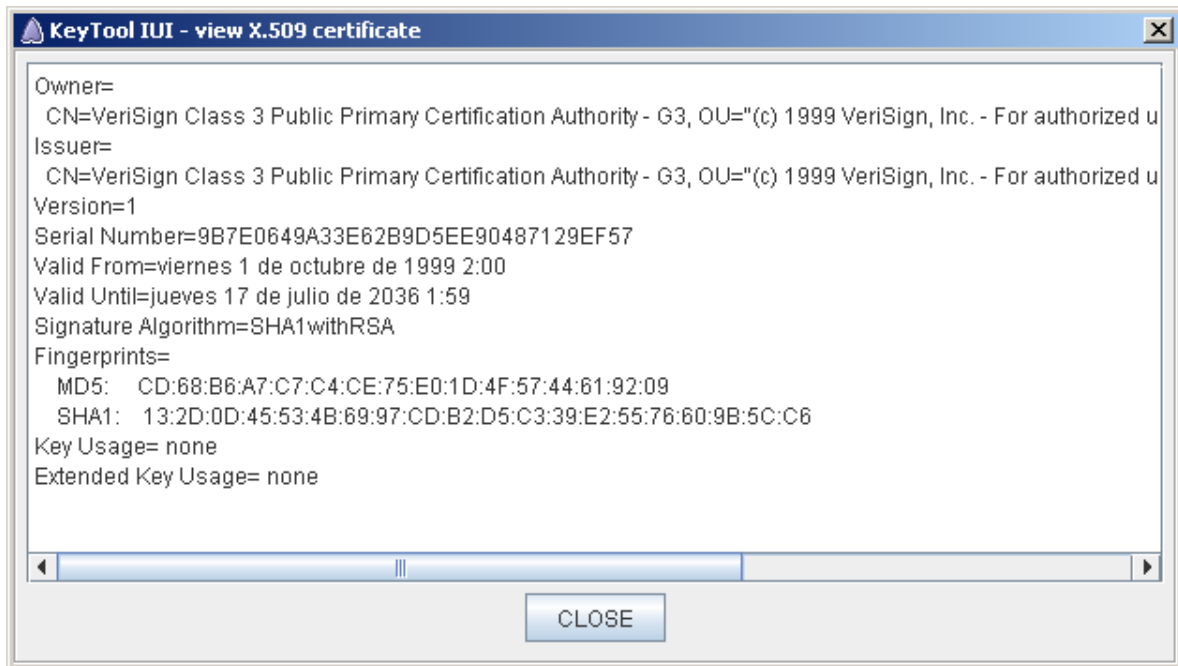 KeyTool IUI - view X.509 certificate
Owner=
CN=VeriSign Class 3 Public Primary Certification Authority - G3, OU="(c) 1999 VeriSign, Inc. - For authorized u
Issuer=
CN=VeriSign Class 3 Public Primary Certification Authority - G3, OU="(c) 1999 VeriSign, Inc. - For authorized u
Version=1
Serial Number=9B7E0649A33E62B9D5EE90487129EF57
Valid From=viernes 1 de octubre de 1999 2:00
Valid Until=jueves 17 de julio de 2036 1:59
Signature Algorithm=SHA1withRSA
Fingerprints=
MD5: CD:68:B6:A7:C7:C4:CE:75:E0:1D:4F:57:44:61:92:09
SHA1: 13:2D:0D:45:53:4B:69:97:CD:B2:D5:C3:39:E2:55:76:60:9B:5C:C6
Key Usage= none
Extended Key Usage= none
CLOSE